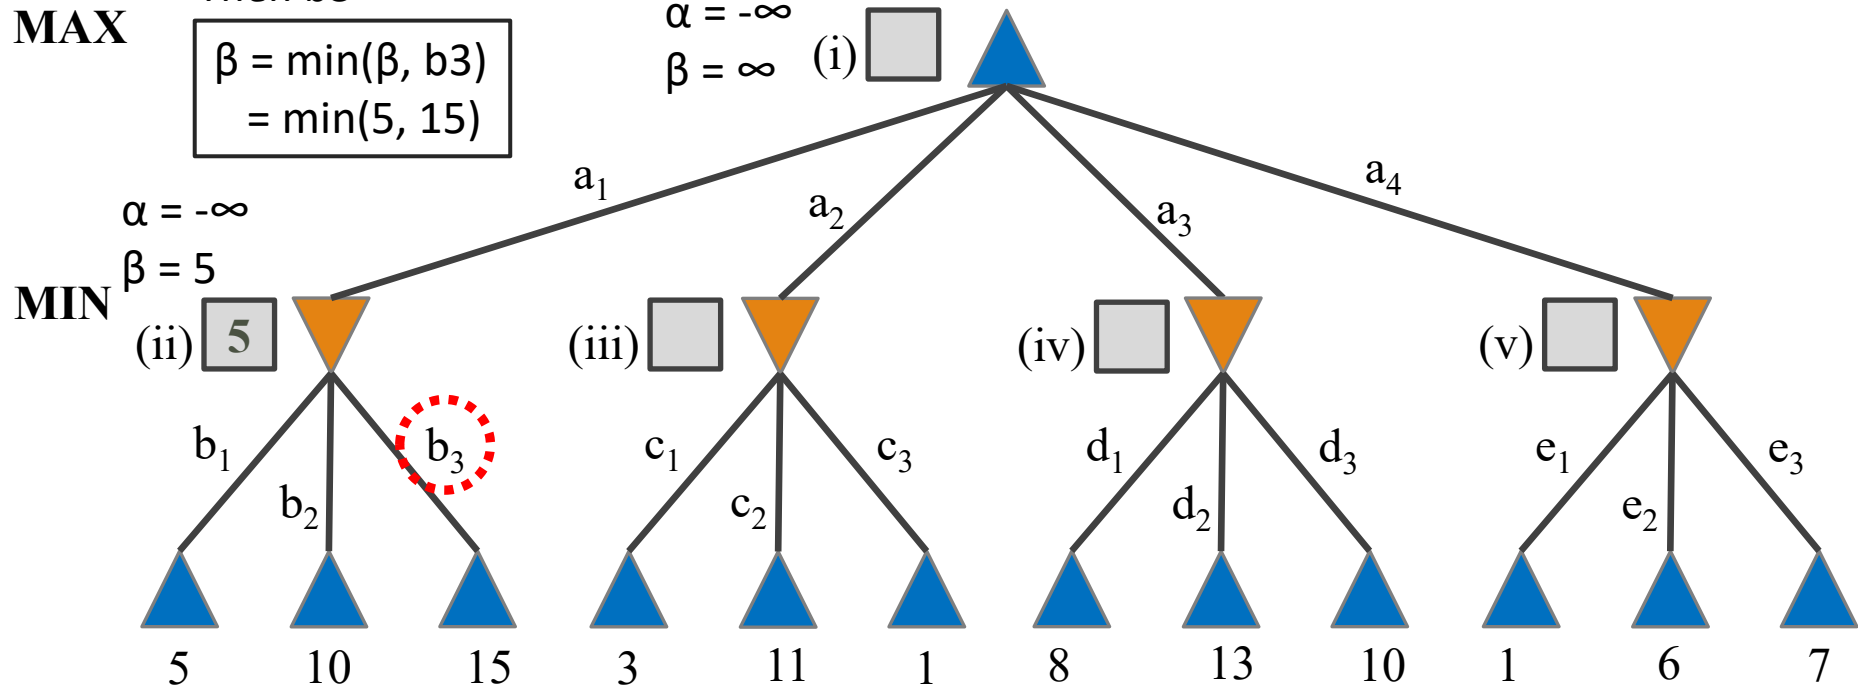 MAX
Then b3
β = min(β, b3)
= min(5, 15)
α = -∞
β = ∞
(i)
a1
a2
a3
a4
α = -∞
β = 5
MIN
(ii) 5
(iii)
(iv)
(v)
b1
b2
b3
c1
c2
c3
d1
d2
d3
e1
e2
e3
5 10 15 3 11 1 8 13 10 1 6 7